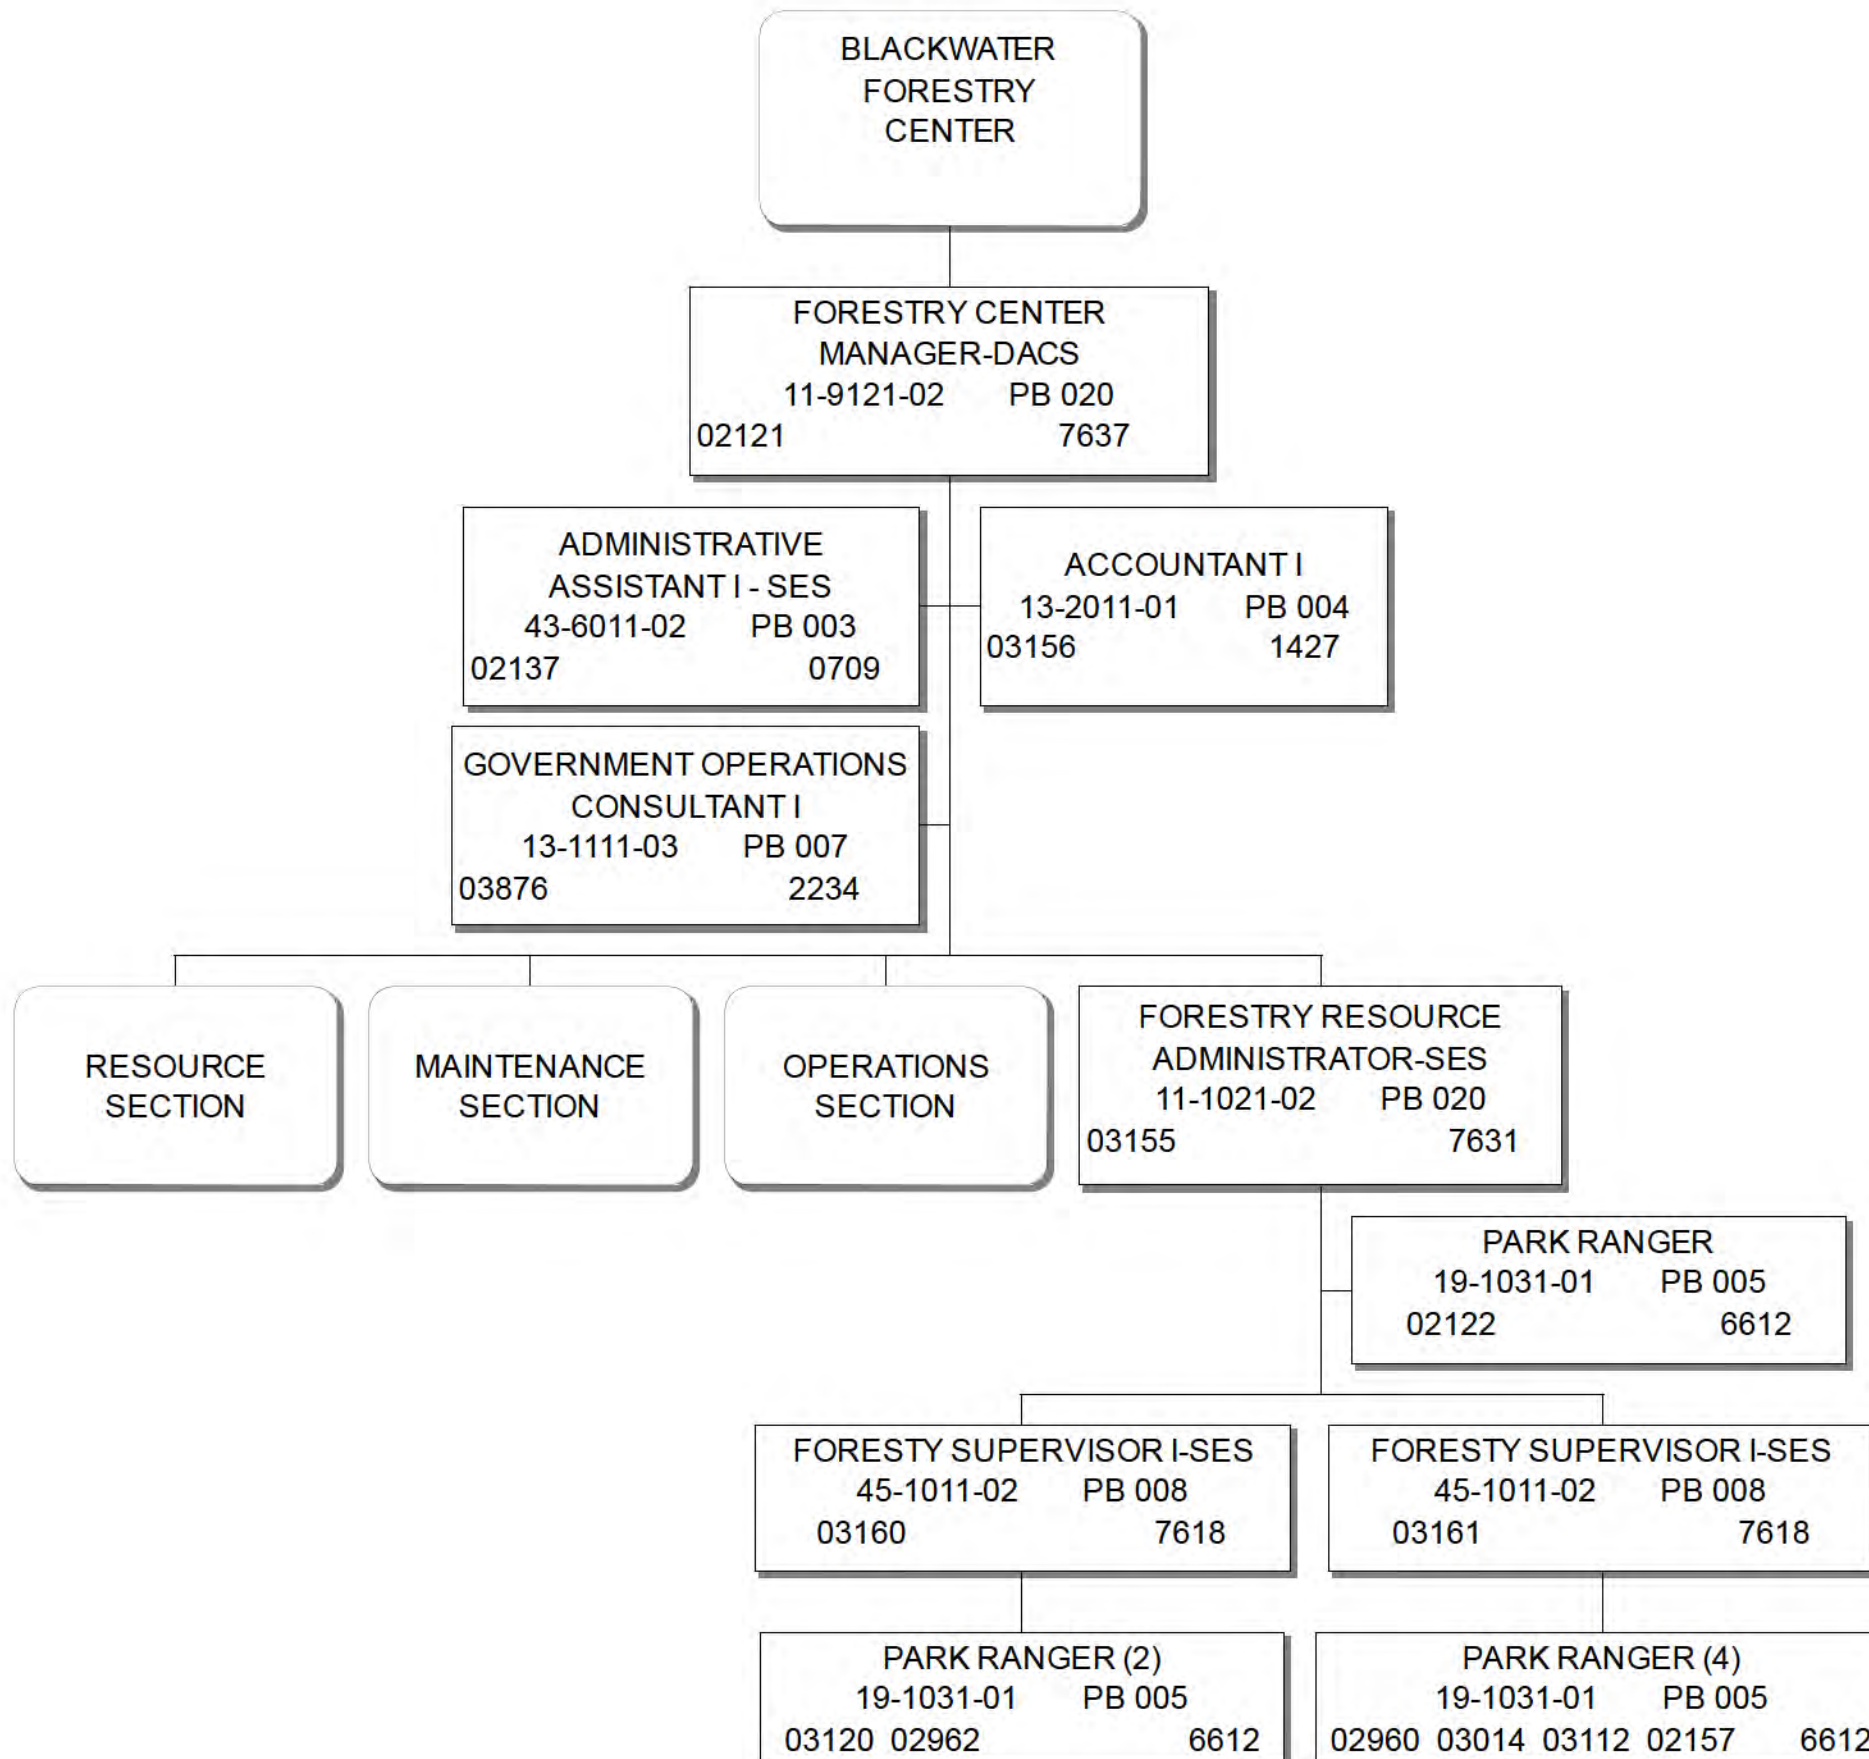 BLACKWATER
FORESTRY
CENTER
FORESTRY CENTER
MANAGER-DACS
11-9121-02 PB 020
02121 7637
ADMINISTRATIVE
ASSISTANT I - SES
43-6011-02 PB 003
02137 0709
ACCOUNTANT I
13-2011-01 PB 004
03156 1427
GOVERNMENT OPERATIONS
CONSULTANT I
13-1111-03 PB 007
03876 2234
RESOURCE
SECTION
MAINTENANCE
SECTION
OPERATIONS
SECTION
FORESTRY RESOURCE
ADMINISTRATOR-SES
11-1021-02 PB 020
03155 7631
PARK RANGER
19-1031-01 PB 005
02122 6612
FORESTY SUPERVISOR I-SES
45-1011-02 PB 008
03160 7618
FORESTY SUPERVISOR I-SES
45-1011-02 PB 008
03161 7618
PARK RANGER (2)
19-1031-01 PB 005
03120 02962 6612
PARK RANGER (4)
19-1031-01 PB 005
02960 03014 03112 02157 6612